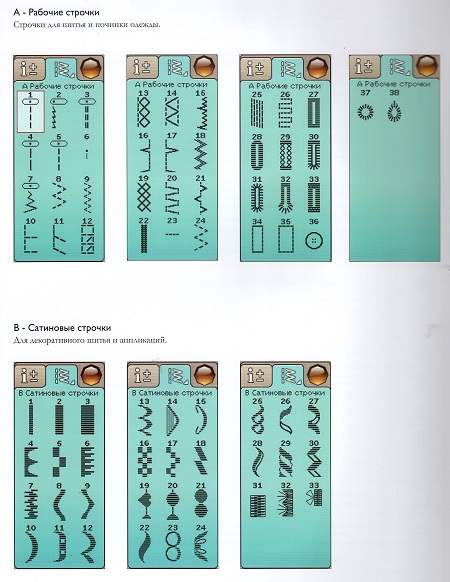 A - Рабочие строчки
Строчки для шитья и починки одежды.
i± i± i± i±
A Рабочие строчки A Рабочие строчки A Рабочие строчки A Рабочие строчки
1 2 3 13 14 15 25 26 27 37 38
4 5 6 16 17 18 28 29 30
7 8 9 19 20 21 31 32 33
10 11 12 22 23 24 34 35 36
B - Сатиновые строчки
Для декоративного шитья и аппликаций.
i± i± i±
B Сатиновые строчки B Сатиновые строчки B Сатиновые строчки
1 2 3 13 14 15 25 26 27
4 5 6 16 17 18 28 29 30
7 8 9 19 20 21 31 32 33
10 11 12 22 23 24